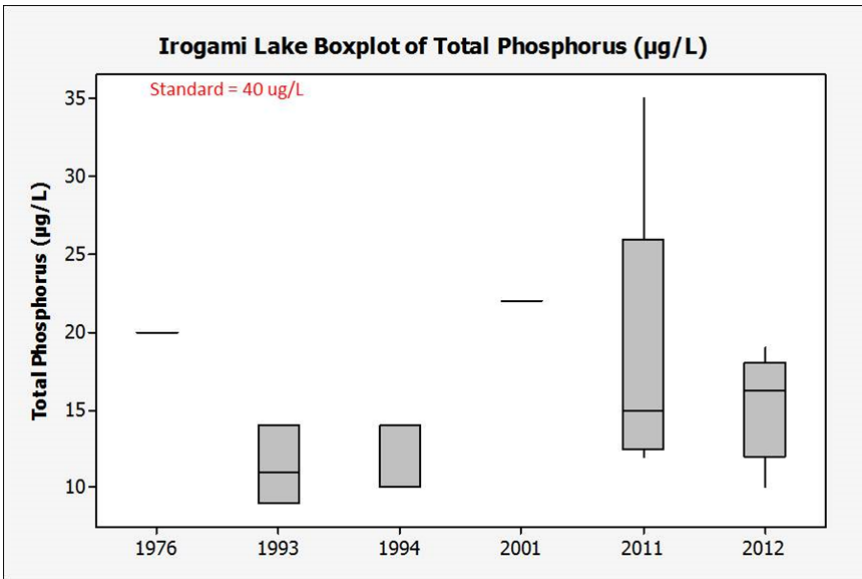 Irogami Lake Boxplot of Total Phosphorus (µg/L)
Standard = 40 ug/L
Total Phosphorus (µg/L)
35
30
25
20
15
10
1976 1993 1994 2001 2011 2012